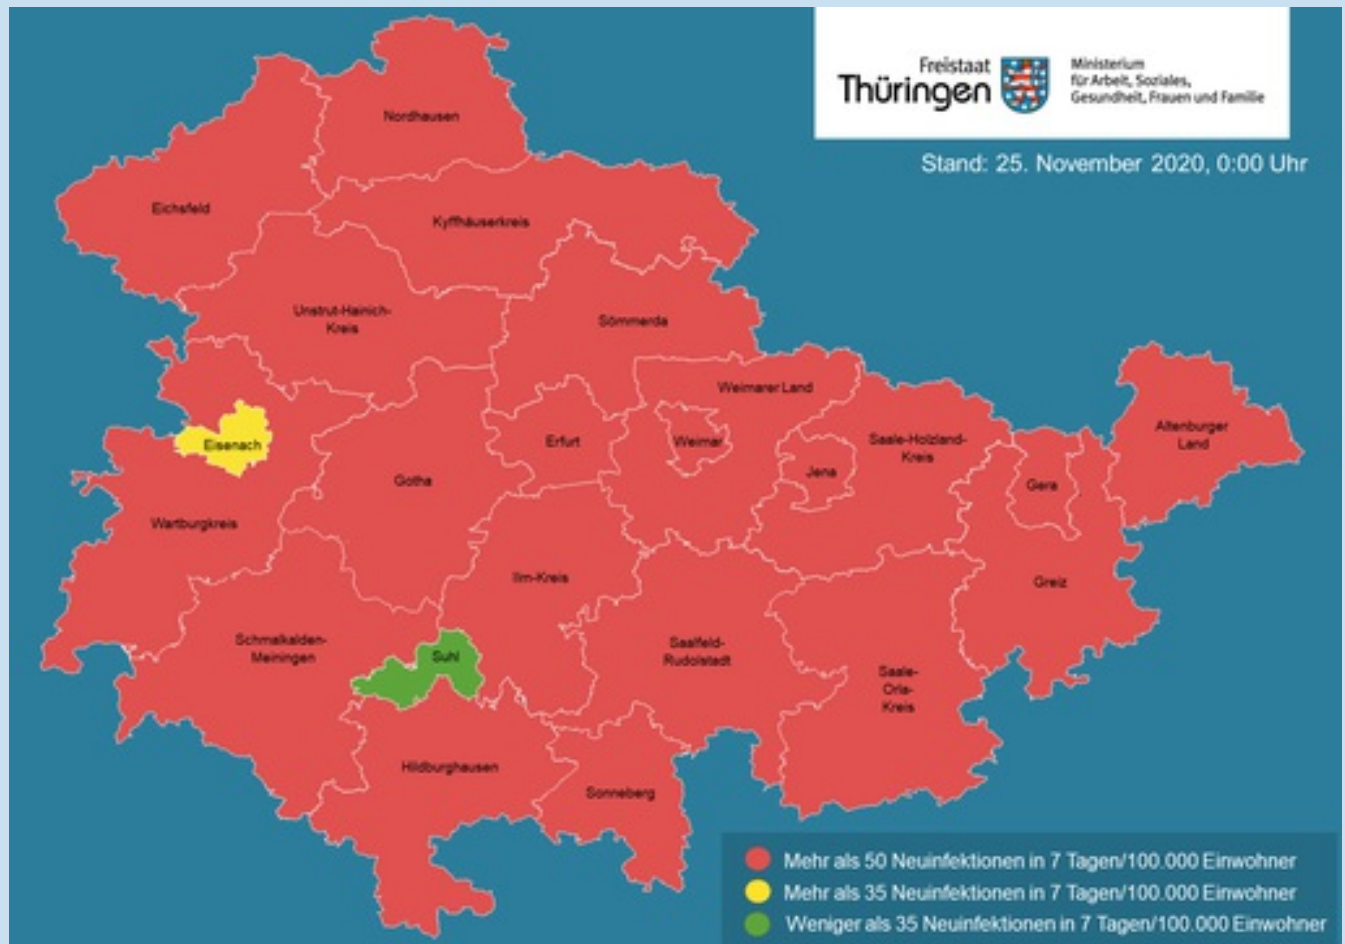 Freistaat
Thüringen
Ministerium
für Arbeit, Soziales,
Gesundheit, Frauen und Familie
Stand: 25. November 2020, 0:00 Uhr
Nordhausen
Eichsfeld
Kyffhäuserkreis
Unstrut-Hainich-
Kreis
Sömmerda
Weimarer Land
Eisenach
Erfurt
Weimar
Jena
Saale-Holzland-
Kreis
Altenburger
Land
Gotha
Gera
Wartburgkreis
Ilm-Kreis
Greiz
Schmalkalden-
Meiningen
Suhl
Saalfeld-
Rudolstadt
Saale-
Orla-
Kreis
Hildburghausen
Sonneberg
Mehr als 50 Neuinfektionen in 7 Tagen/100.000 Einwohner
Mehr als 35 Neuinfektionen in 7 Tagen/100.000 Einwohner
Weniger als 35 Neuinfektionen in 7 Tagen/100.000 Einwohner